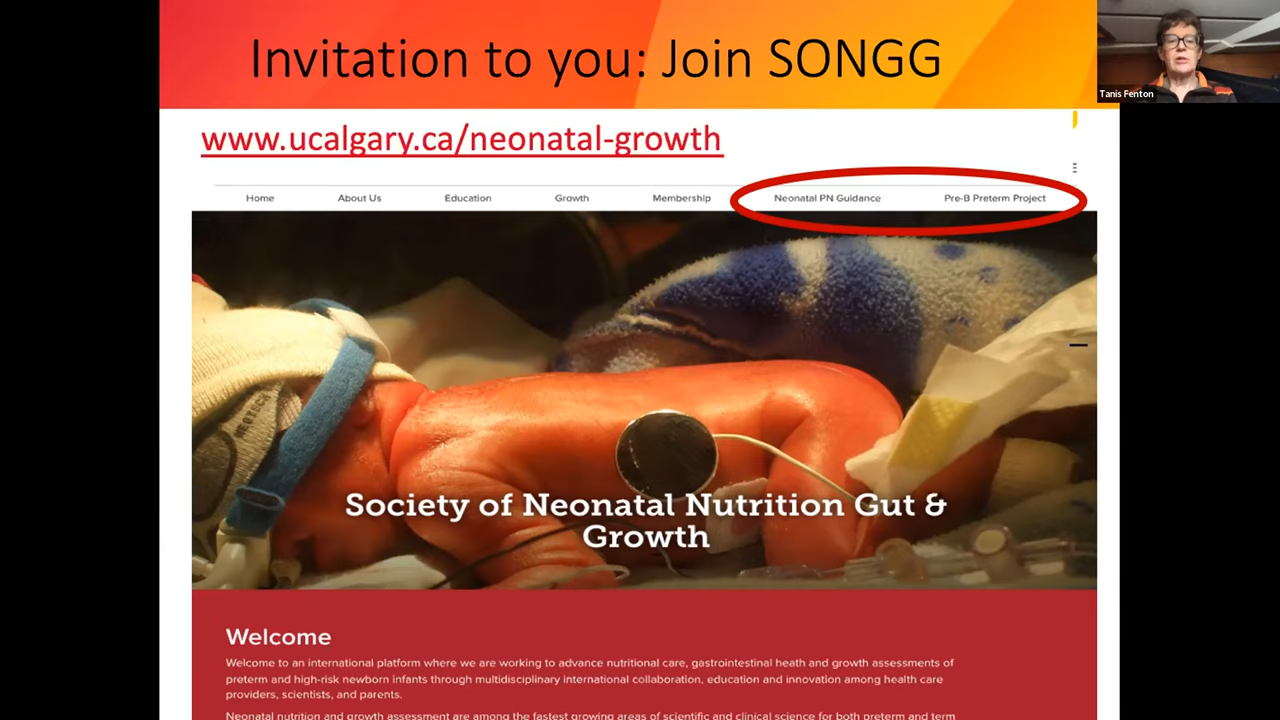 Invitation to you: Join SONGG
Tanis Fenton
www.ucalgary.ca/neonatal-growth
Home About Us Education Growth Membership Neonatal PN Guidance Pre-B Preterm Project
Society of Neonatal Nutrition Gut &
Growth
Welcome
Welcome to an international platform where we are working to advance nutritional care, gastrointestinal heath and growth assessments of
preterm and high-risk newborn infants through multidisciplinary international collaboration, education and innovation among health care
providers, scientists, and parents.
Neonatal nutrition and growth assessment are among the fastest growing areas of scientific and clinical science for both preterm and term